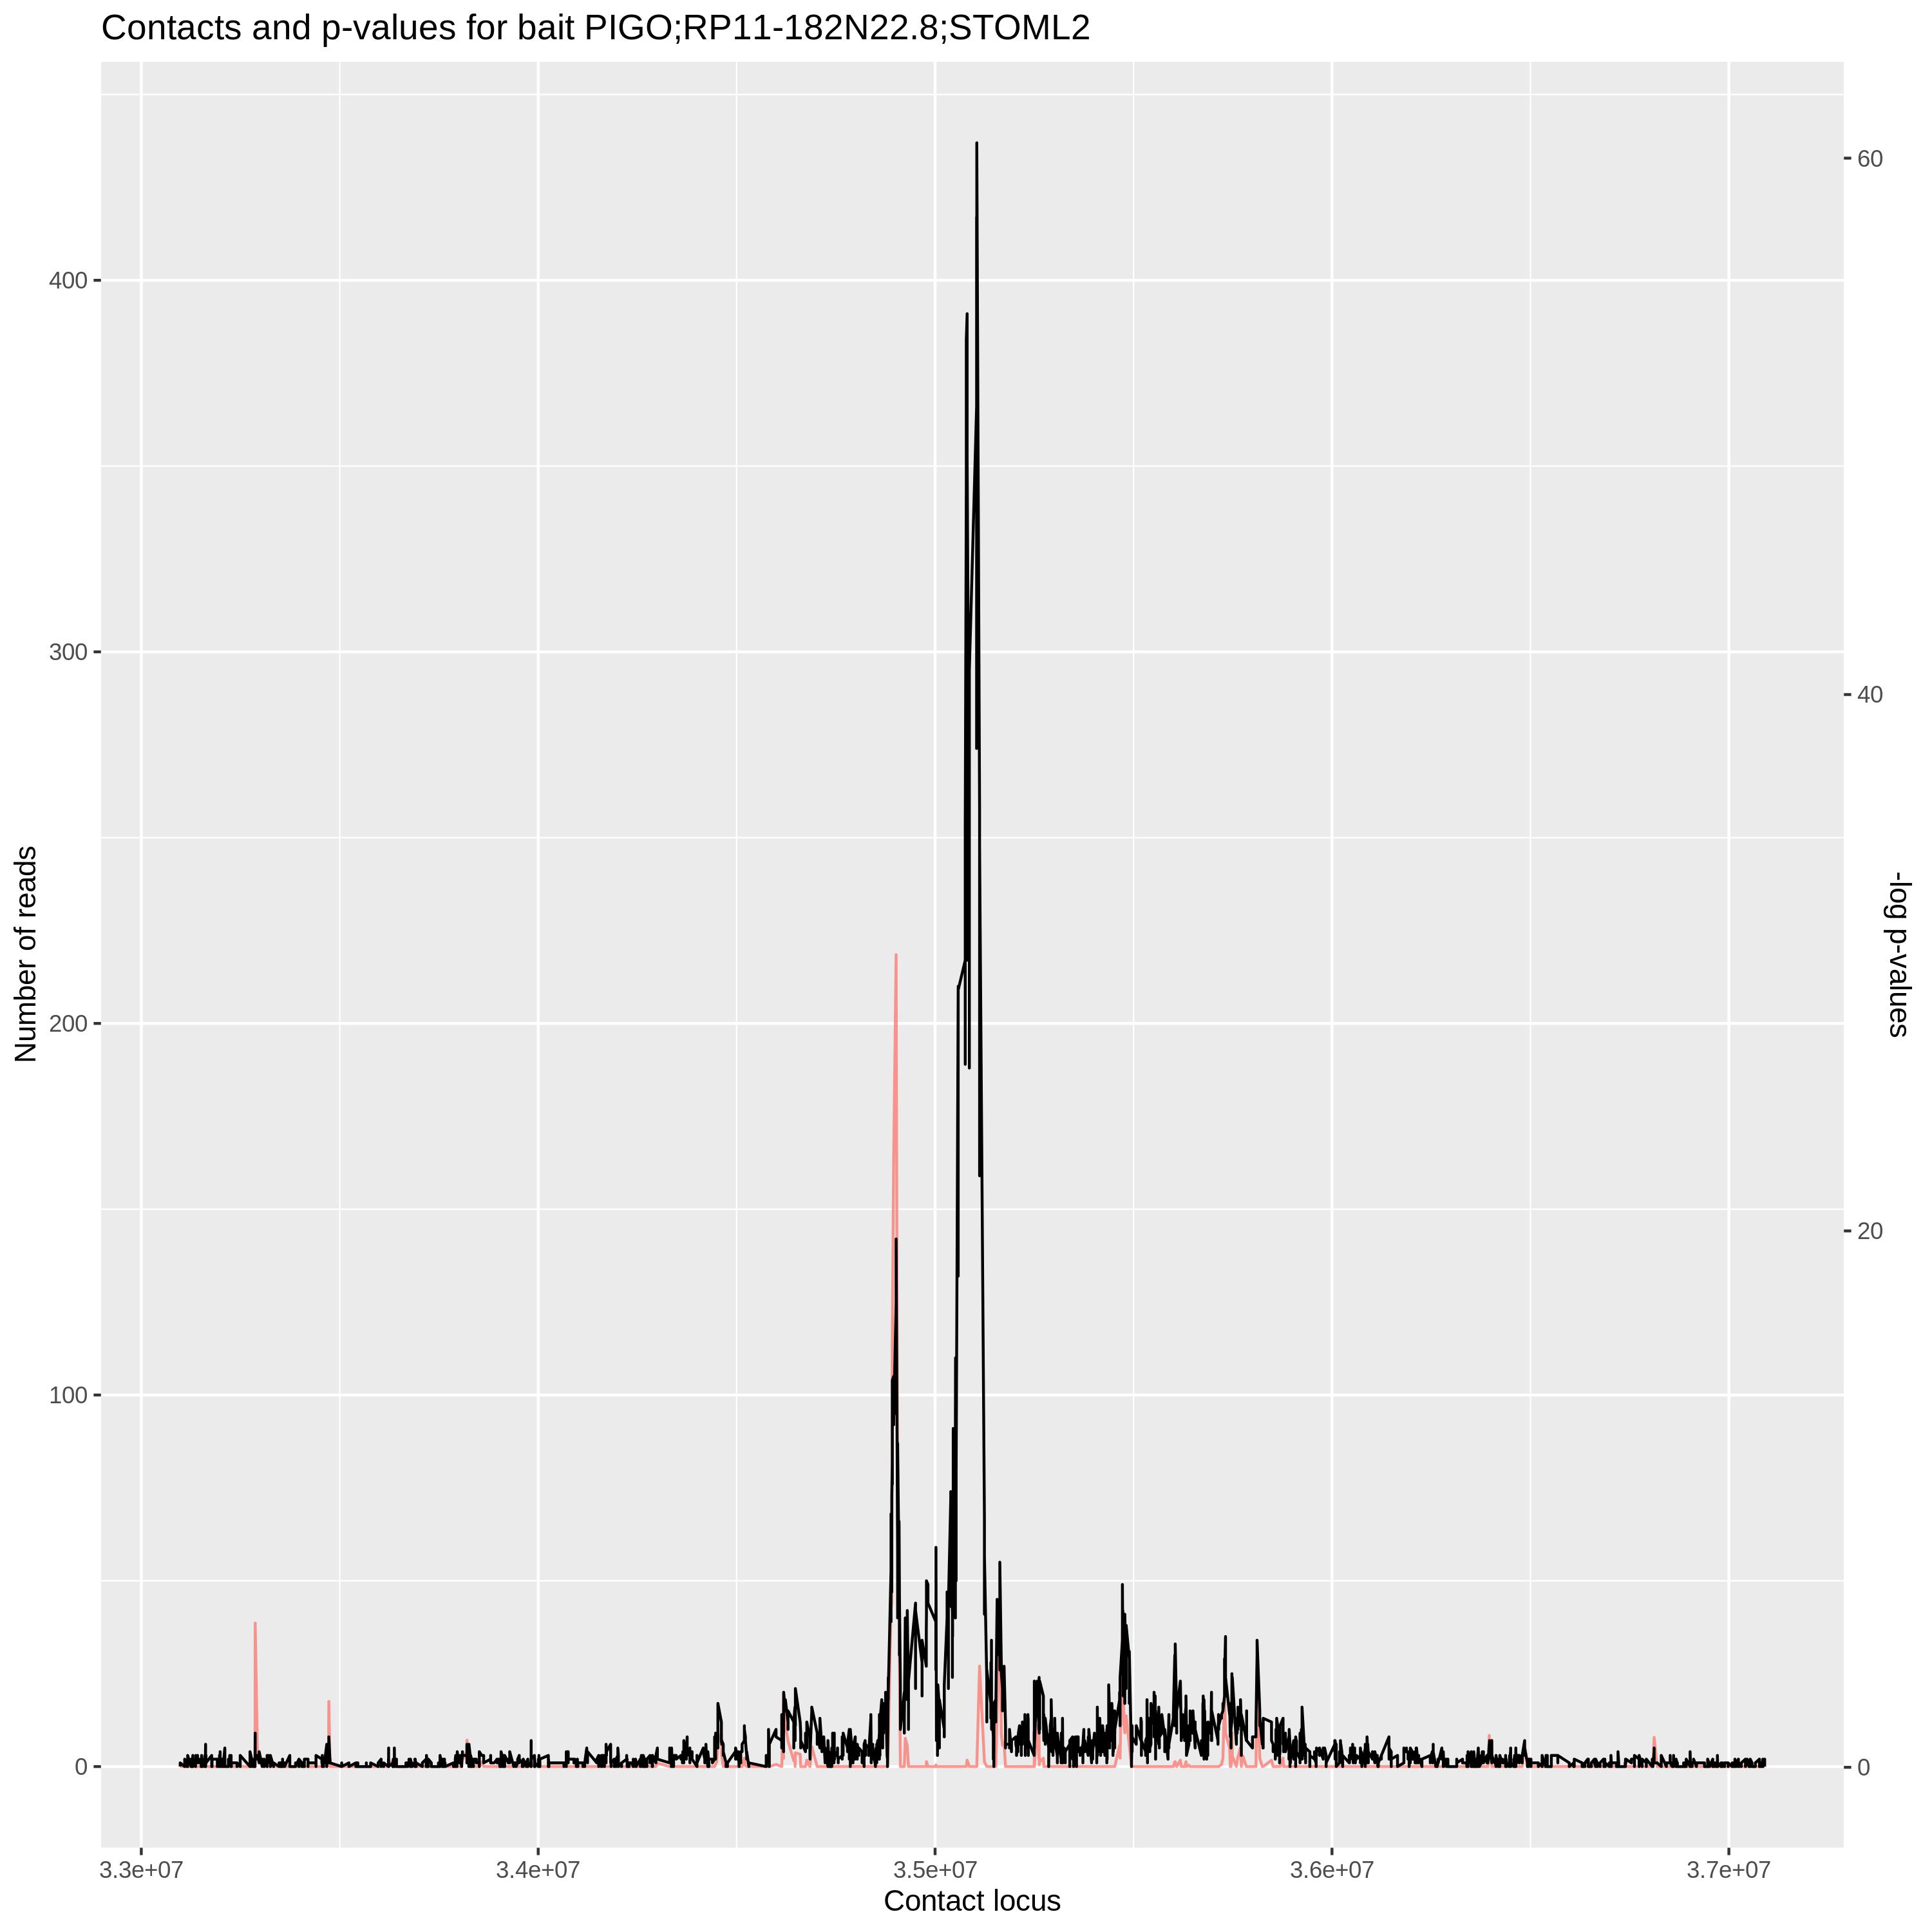 Contacts and p-values for bait PIGO;RP11-182N22.8;STOML2
400
300
200
100
0
Number of reads
60
40
20
0
-log p-values
3.3e+07
3.4e+07
3.5e+07
3.6e+07
3.7e+07
Contact locus